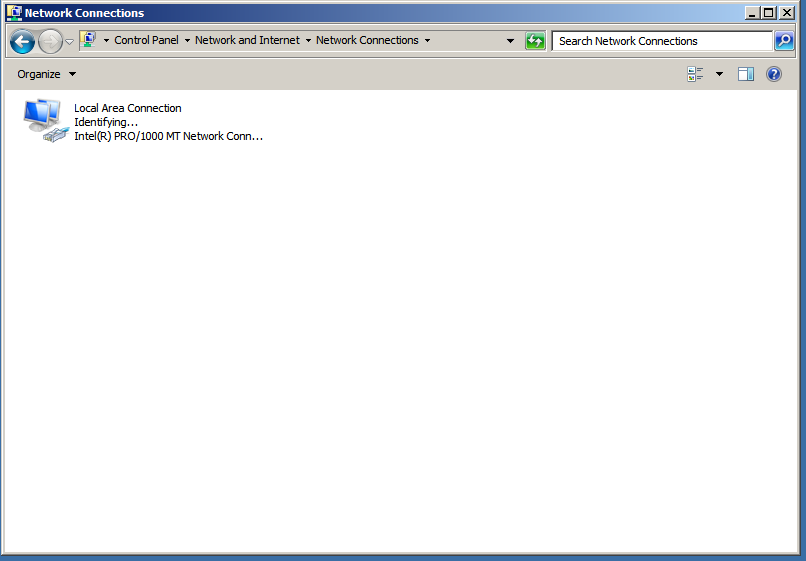 Network Connections
Control Panel Network and Internet Network Connections Search Network Connections
Organize
Local Area Connection
Identifying...
Intel(R) PRO/1000 MT Network Conn...